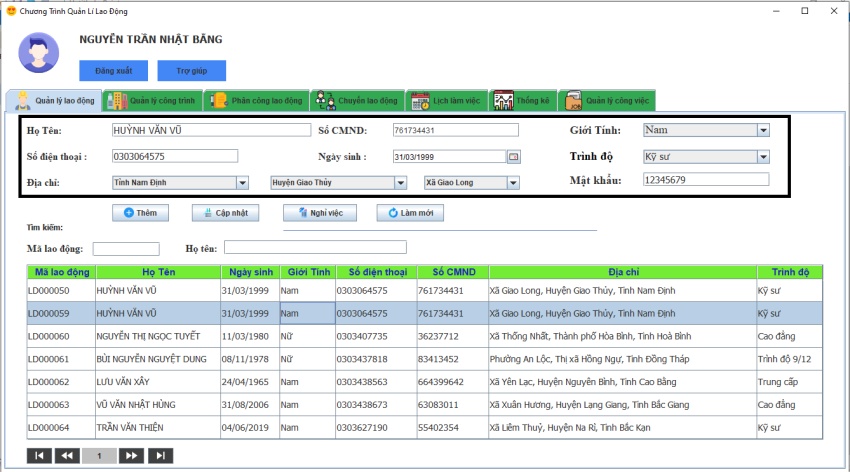 Chương Trình Quản Lí Lao Động
NGUYỄN TRẦN NHẬT BĂNG
Đăng xuất Trợ giúp
Quản lý lao động Quản lý công trình Phân công lao động Chuyển lao động Lịch làm việc Thống kê Quản lý công việc
Họ Tên: HUỲNH VĂN VŨ Số CMND: 761734431 Giới Tính: Nam
Số điện thoại : 0303064575 Ngày sinh : 31/03/1999 Trình độ Kỹ sư
Địa chỉ: Tỉnh Nam Định Huyện Giao Thủy Xã Giao Long Mật khẩu: 12345679
Thêm Cập nhật Nghỉ việc Làm mới
Tìm kiếm:
Mã lao động: Họ tên:
Mã lao động Họ Tên Ngày sinh Giới Tính Số điện thoại Số CMND Địa chỉ Trình độ
LD000050 HUỲNH VĂN VŨ 31/03/1999 Nam 0303064575 761734431 Xã Giao Long, Huyện Giao Thủy, Tỉnh Nam Định Kỹ sư
LD000059 HUỲNH VĂN VŨ 31/03/1999 Nam 0303064575 761734431 Xã Giao Long, Huyện Giao Thủy, Tỉnh Nam Định Kỹ sư
LD000060 NGUYỄN THỊ NGỌC TUYẾT 11/03/1980 Nữ 0303407735 36237712 Xã Thống Nhất, Thành phố Hòa Bình, Tỉnh Hoà Bình Cao đẳng
LD000061 BÙI NGUYỄN NGUYỆT DUNG 08/11/1978 Nữ 0303437818 83413452 Phường An Lộc, Thị xã Hồng Ngự, Tỉnh Đồng Tháp Trình độ 9/12
LD000062 LƯU VĂN XÂY 24/04/1965 Nam 0303438563 664399642 Xã Yên Lạc, Huyện Nguyên Bình, Tỉnh Cao Bằng Trung cấp
LD000063 VŨ VĂN NHẬT HÙNG 31/08/2006 Nam 0303438673 63083011 Xã Xuân Hương, Huyện Lạng Giang, Tỉnh Bắc Giang Cao đẳng
LD000064 TRẦN VĂN THIỆN 04/06/2019 Nam 0303627190 55402354 Xã Liêm Thuỷ, Huyện Na Rì, Tỉnh Bắc Kạn Kỹ sư
1